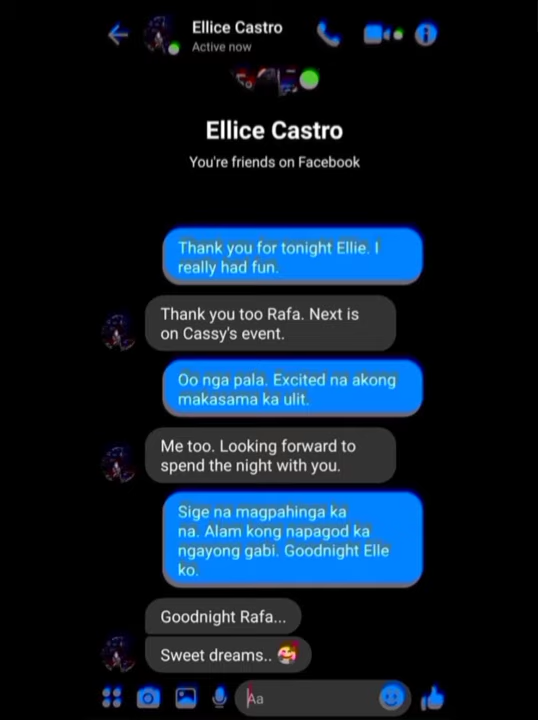 Ellice Castro
Active now
Ellice Castro
You're friends on Facebook
Thank you for tonight Ellie. I
really had fun.
Thank you too Rafa. Next is
on Cassy's event.
Oo nga pala. Excited na akong
makasama ka ulit.
Me too. Looking forward to
spend the night with you.
Sige na magpahinga ka
na. Alam kong napagod ka
ngayong gabi. Goodnight Elle
ko.
Goodnight Rafa...
Sweet dreams.. 🥰
Aa